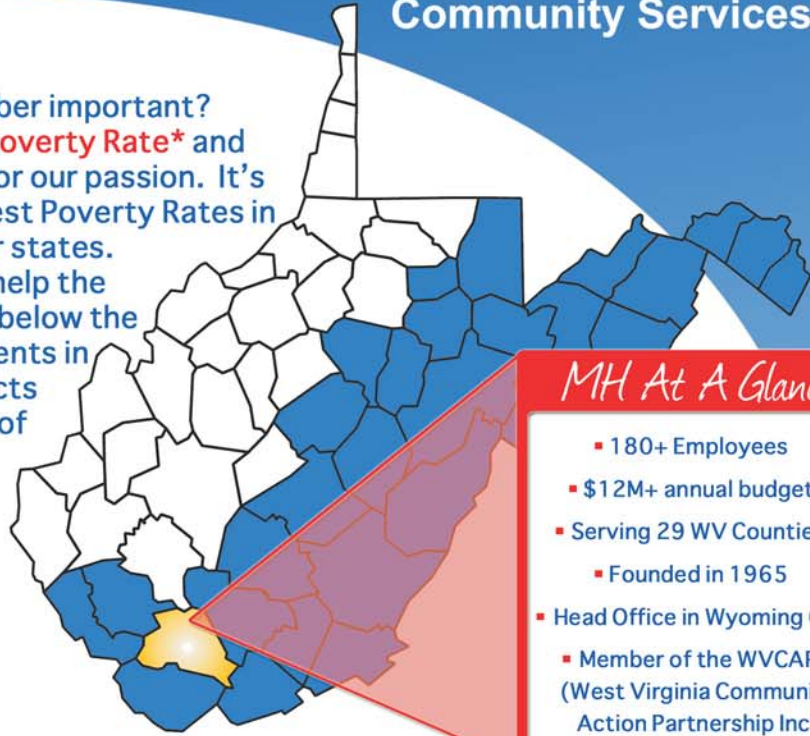 Community Services
ber important?
overty Rate* and
or our passion. It's
est Poverty Rates in
r states.
help the
below the
ents in
cts
of
MH At A Glanc
▪ 180+ Employees
▪ $12M+ annual budget
▪ Serving 29 WV Countie
▪ Founded in 1965
▪ Head Office in Wyoming
▪ Member of the WVCAP
(West Virginia Communi
Action Partnership Inc